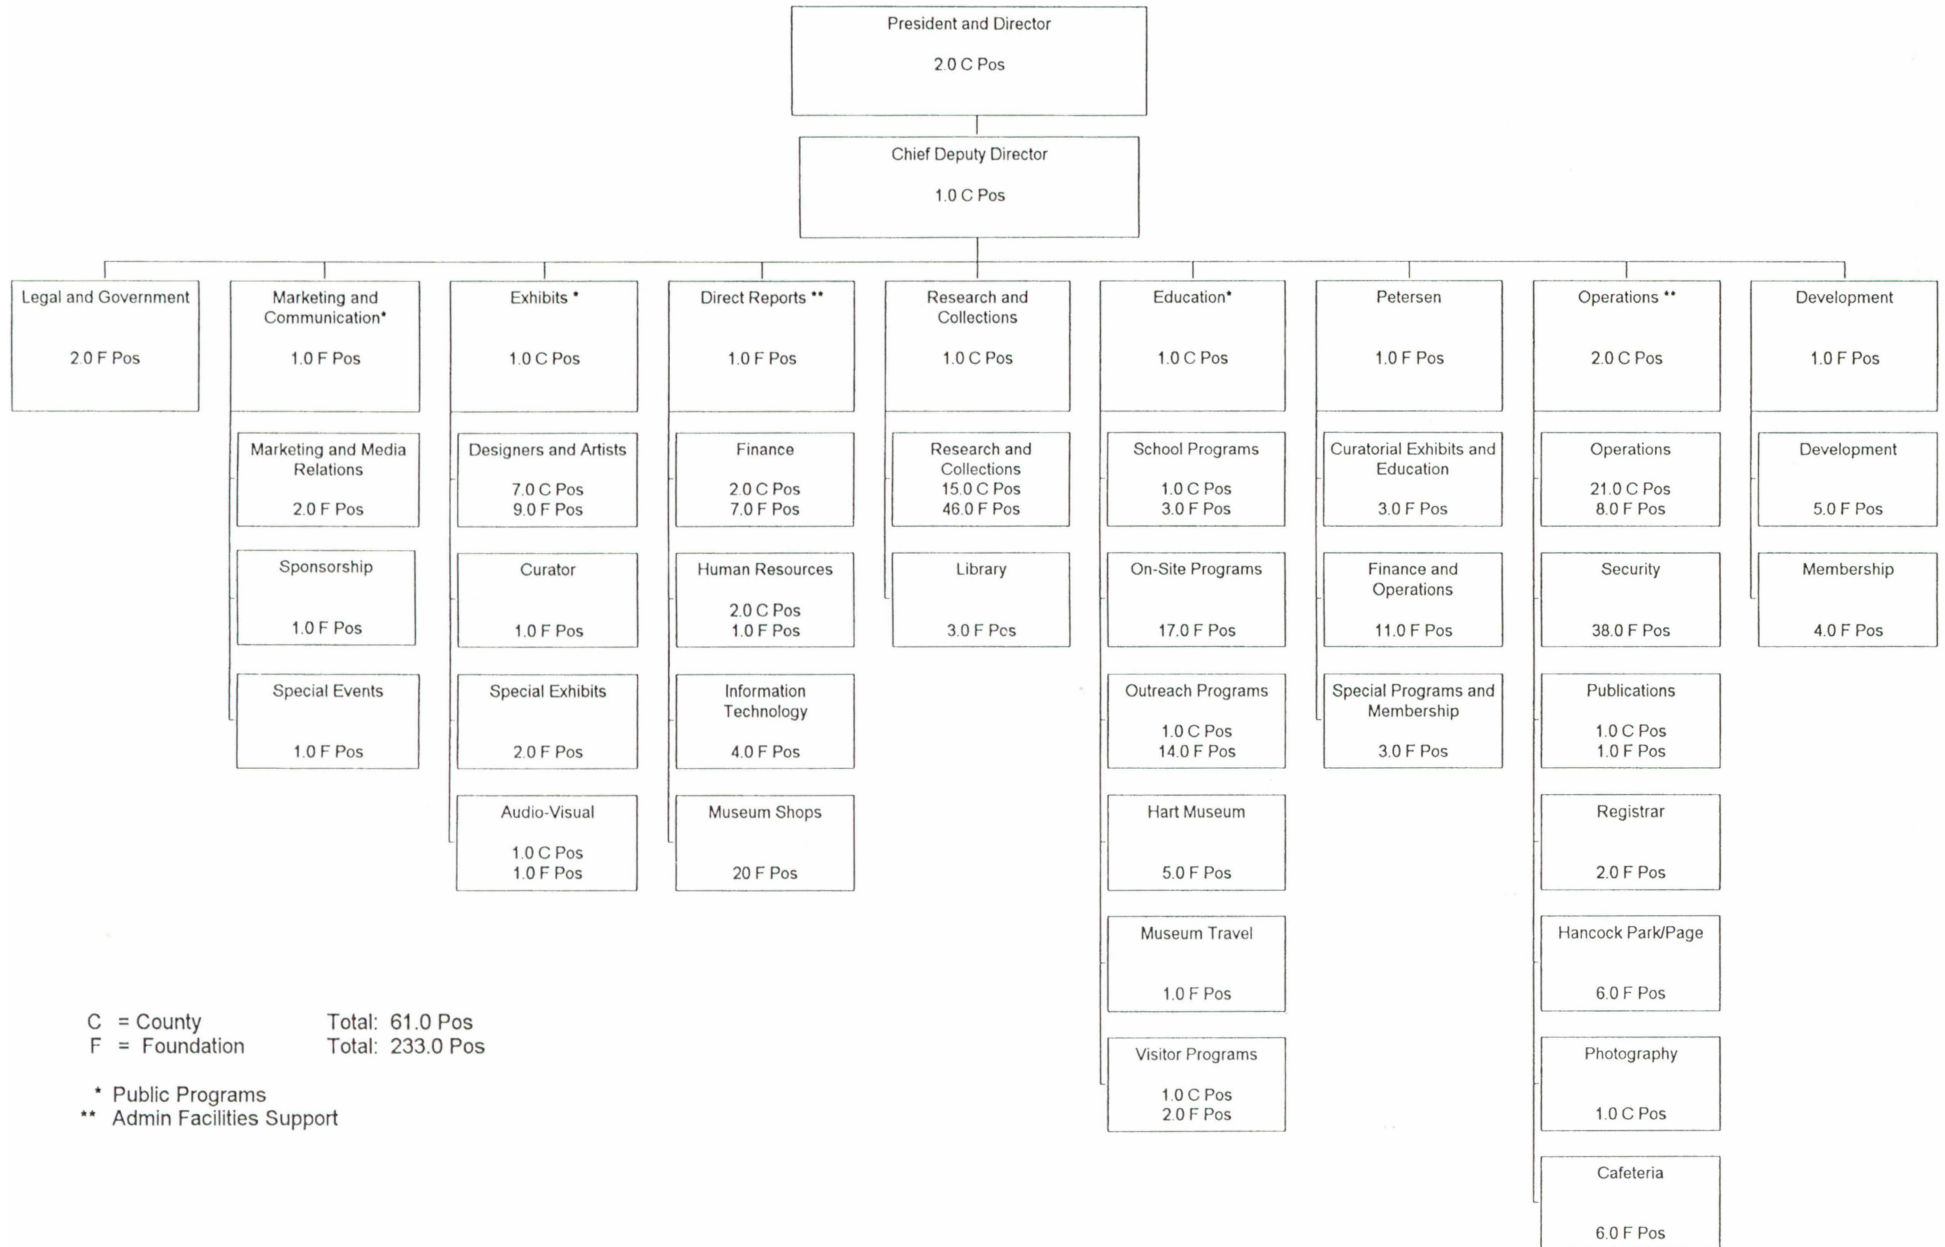 President and Director
2.0 C Pos
Chief Deputy Director
1.0 C Pos
Legal and Government
2.0 F Pos
Marketing and
Communication*
1.0 F Pos
Exhibits *
1.0 C Pos
Direct Reports **
1.0 F Pos
Research and
Collections
1.0 C Pos
Education*
1.0 C Pos
Petersen
1.0 F Pos
Operations **
2.0 C Pos
Development
1.0 F Pos
Marketing and Media
Relations
2.0 F Pos
Sponsorship
1.0 F Pos
Special Events
1.0 F Pos
Designers and Artists
7.0 C Pos
9.0 F Pos
Curator
1.0 F Pos
Special Exhibits
2.0 F Pos
Audio-Visual
1.0 C Pos
1.0 F Pos
Finance
2.0 C Pos
7.0 F Pos
Human Resources
2.0 C Pos
1.0 F Pos
Information
Technology
4.0 F Pos
Museum Shops
20 F Pos
Research and
Collections
15.0 C Pos
46.0 F Pos
Library
3.0 F Pos
School Programs
1.0 C Pos
3.0 F Pos
On-Site Programs
17.0 F Pos
Outreach Programs
1.0 C Pos
14.0 F Pos
Hart Museum
5.0 F Pos
Museum Travel
1.0 F Pos
Visitor Programs
1.0 C Pos
2.0 F Pos
Curatorial Exhibits and
Education
3.0 F Pos
Finance and
Operations
11.0 F Pos
Special Programs and
Membership
3.0 F Pos
Operations
21.0 C Pos
8.0 F Pos
Security
38.0 F Pos
Publications
1.0 C Pos
1.0 F Pos
Registrar
2.0 F Pos
Hancock Park/Page
6.0 F Pos
Photography
1.0 C Pos
Cafeteria
6.0 F Pos
Development
5.0 F Pos
Membership
4.0 F Pos
C = County Total: 61.0 Pos
F = Foundation Total: 233.0 Pos
* Public Programs
** Admin Facilities Support